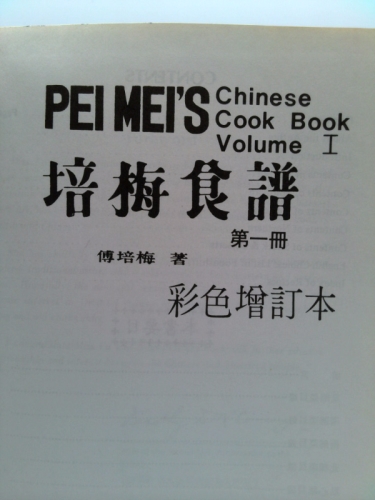 PEI MEI'S Chinese
Cook Book
Volume I
培梅食譜
第一冊
傅培梅 著
彩色增訂本
CONTENTS